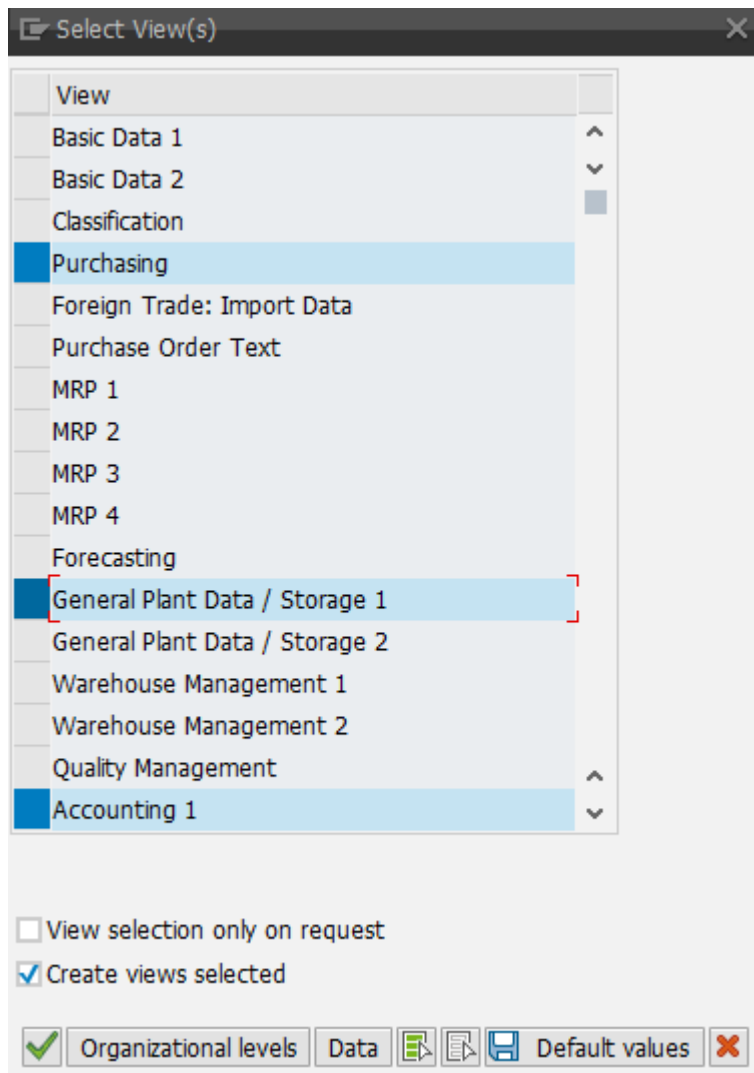 Select View(s)
View
Basic Data 1
Basic Data 2
Classification
Purchasing
Foreign Trade: Import Data
Purchase Order Text
MRP 1
MRP 2
MRP 3
MRP 4
Forecasting
General Plant Data / Storage 1
General Plant Data / Storage 2
Warehouse Management 1
Warehouse Management 2
Quality Management
Accounting 1
View selection only on request
Create views selected
Organizational levels Data Default values